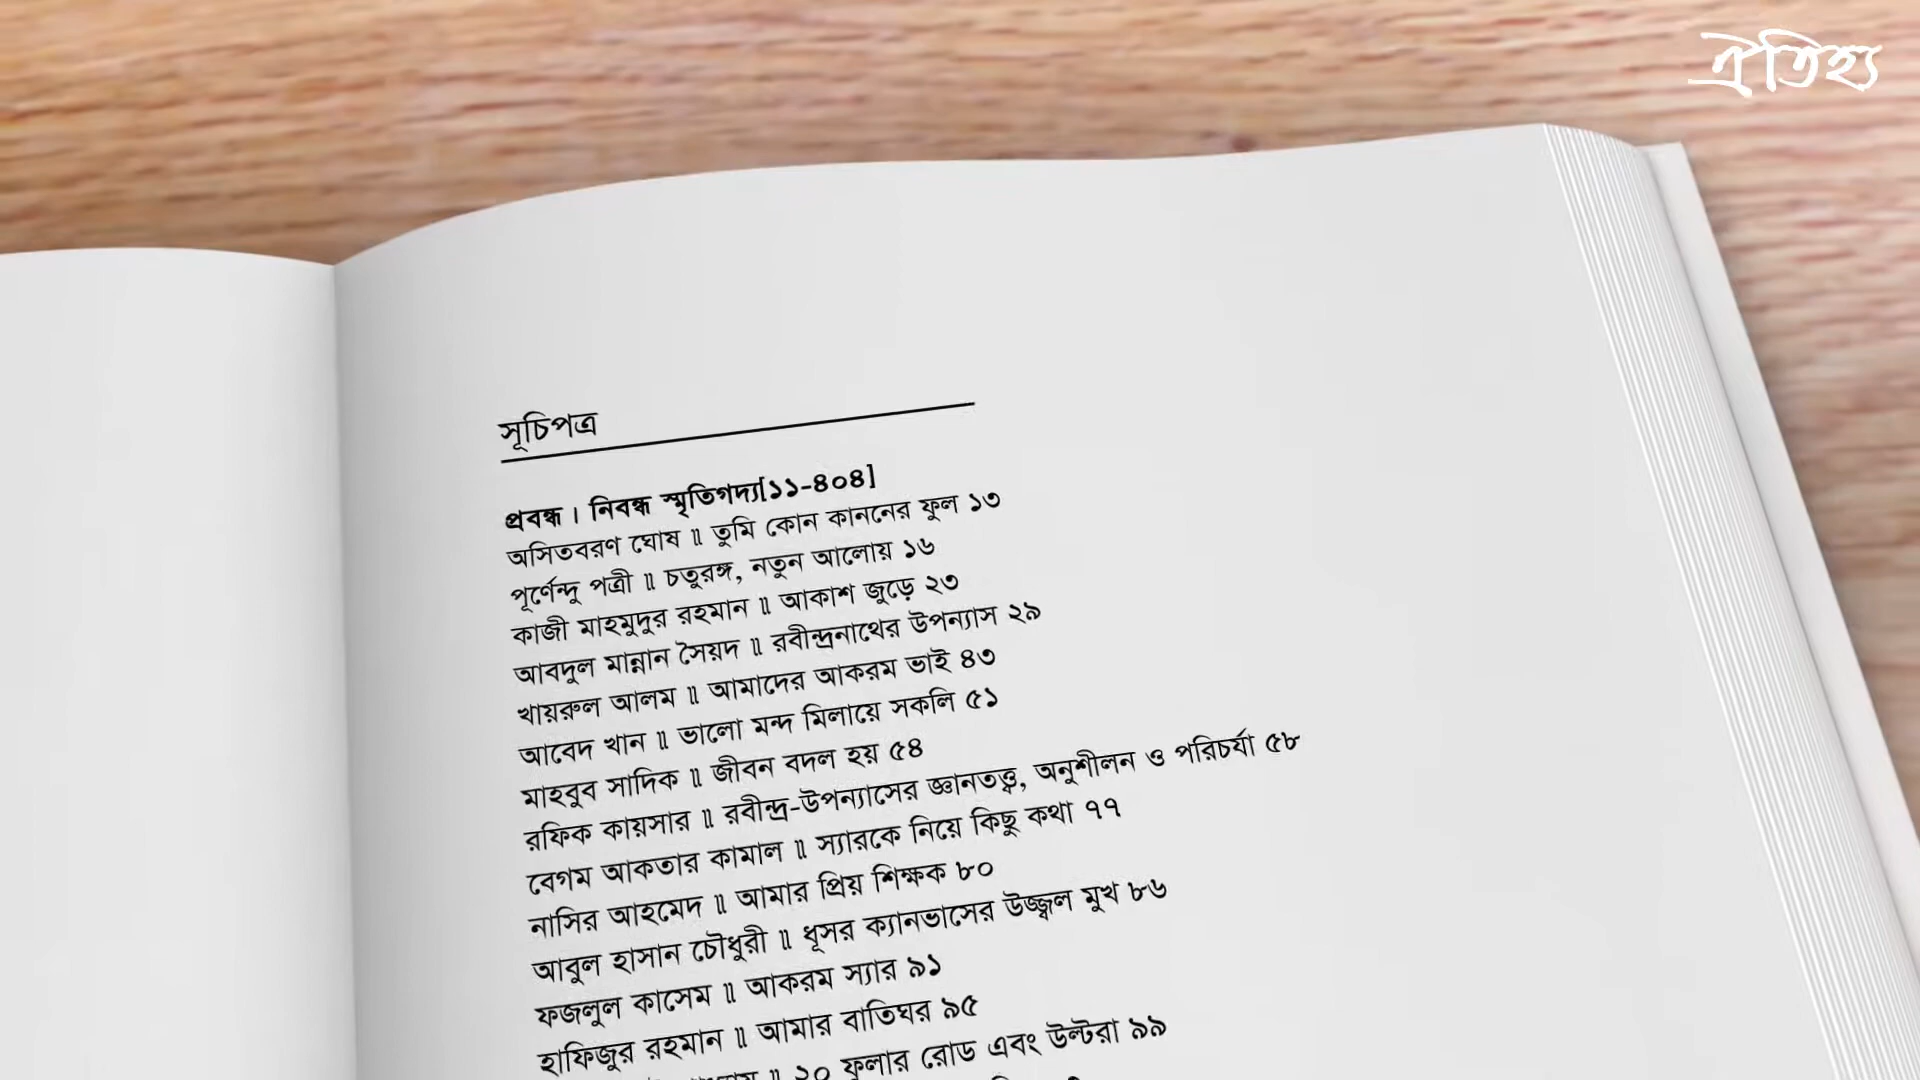 ঐতিহ্য
সূচিপত্র
প্রবন্ধ । নিবন্ধ স্মৃতিগদ্য[১১-৪০৪]
অসিতবরণ ঘোষ ॥ তুমি কোন কাননের ফুল ১৩
পূর্ণেন্দু পত্রী ॥ চতুরঙ্গ, নতুন আলোয় ১৬
কাজী মাহমুদুর রহমান ॥ আকাশ জুড়ে ২৩
আবদুল মান্নান সৈয়দ ॥ রবীন্দ্রনাথের উপন্যাস ২৯
খায়রুল আলম ॥ আমাদের আকরম ভাই ৪৩
আবেদ খান ॥ ভালো মন্দ মিলায়ে সকলি ৫১
মাহবুব সাদিক ॥ জীবন বদল হয় ৫৪
রফিক কায়সার ॥ রবীন্দ্র-উপন্যাসের জ্ঞানতত্ত্ব, অনুশীলন ও পরিচর্যা ৫৮
বেগম আকতার কামাল ॥ স্যারকে নিয়ে কিছু কথা ৭৭
নাসির আহমেদ ॥ আমার প্রিয় শিক্ষক ৮০
আবুল হাসান চৌধুরী ॥ ধূসর ক্যানভাসের উজ্জ্বল মুখ ৮৬
ফজলুল কাসেম ॥ আকরম স্যার ৯১
হাফিজুর রহমান ॥ আমার বাতিঘর ৯৫
॥ ২০ ফুলার রোড এবং উল্টরা ৯৯